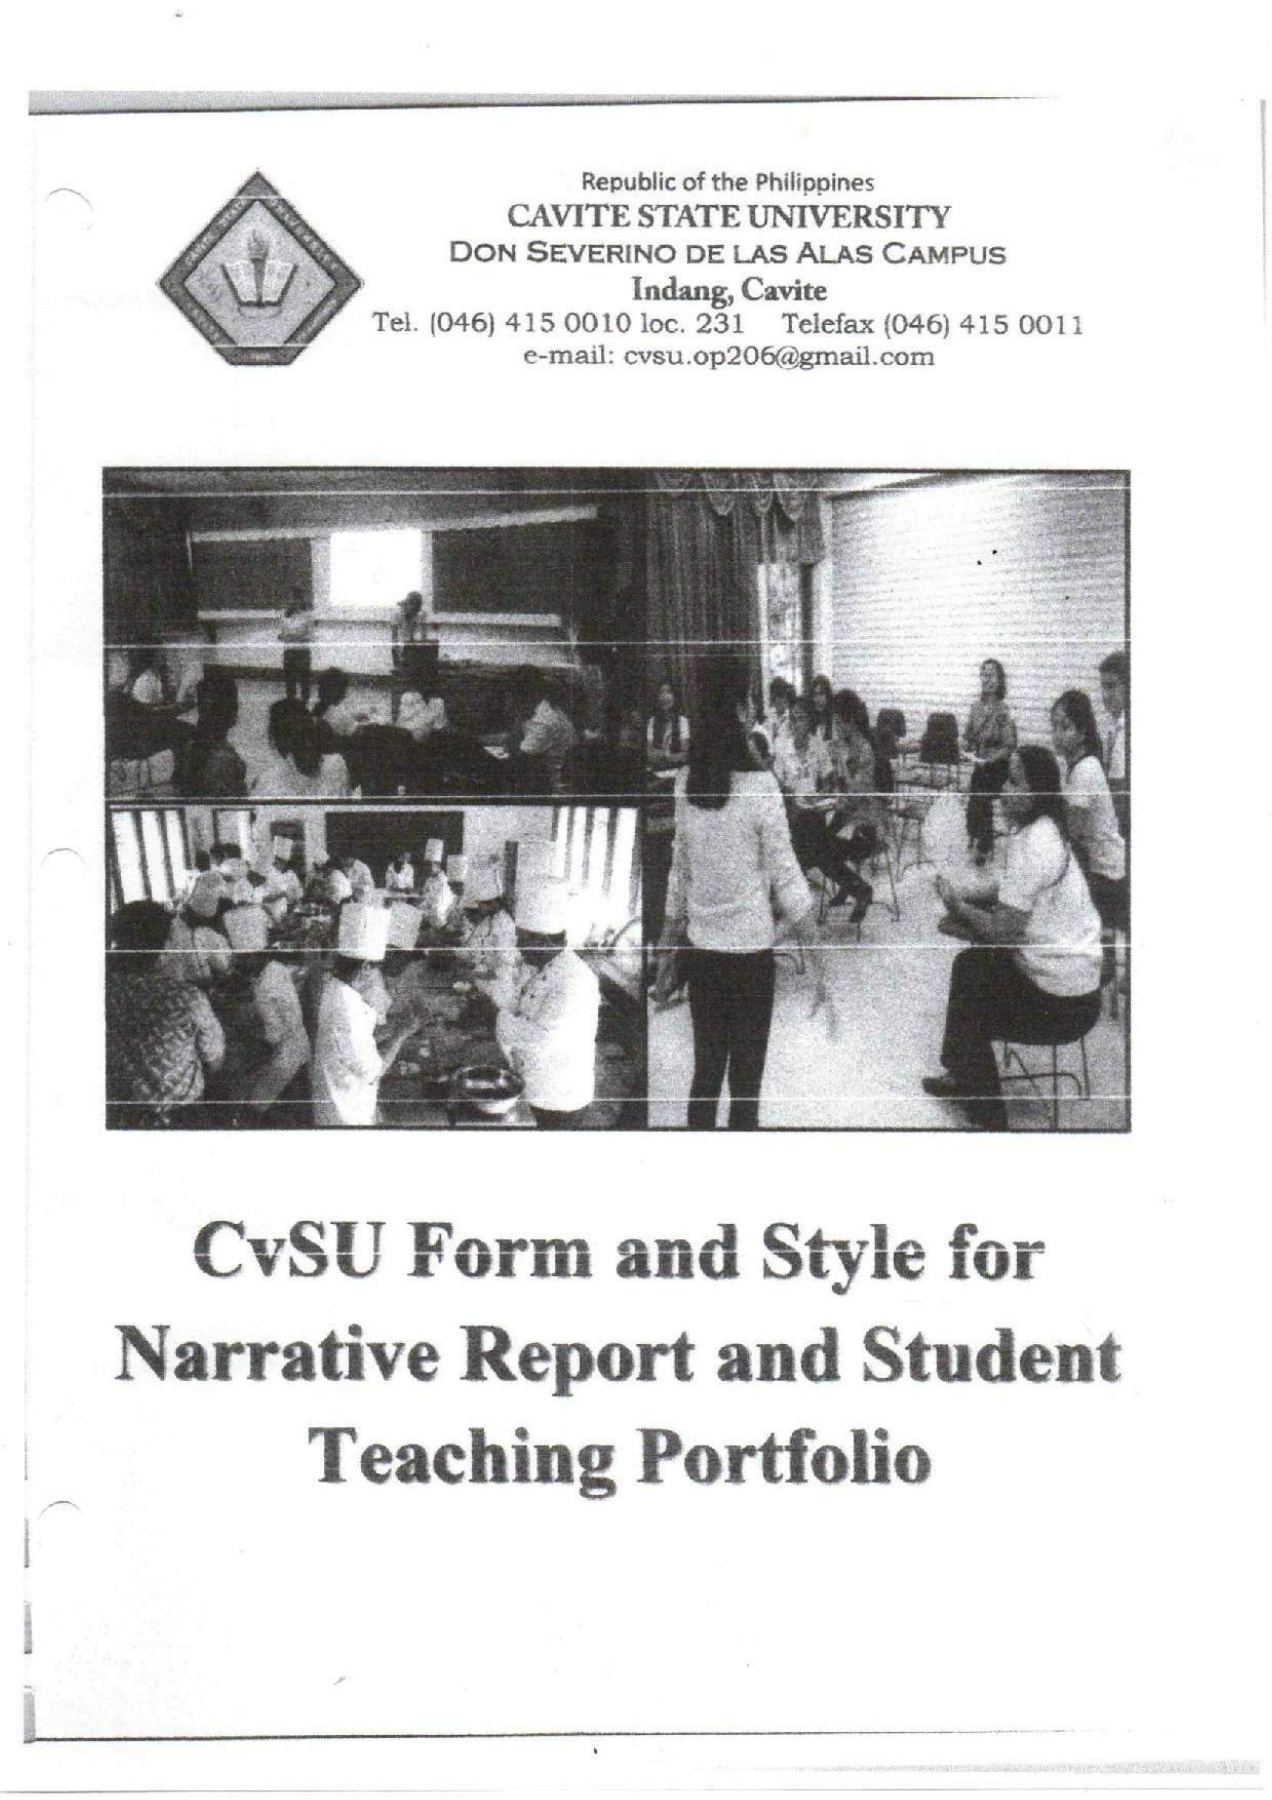 Republic of the Philippines
CAVITE STATE UNIVERSITY
DON SEVERINO DE LAS ALAS CAMPUS
Indang, Cavite
Tel. (046) 415 0010 loc. 231 Telefax (046) 415 0011
e-mail: cvsu.op206@gmail.com
CvSU Form and Style for
Narrative Report and Student
Teaching Portfolio